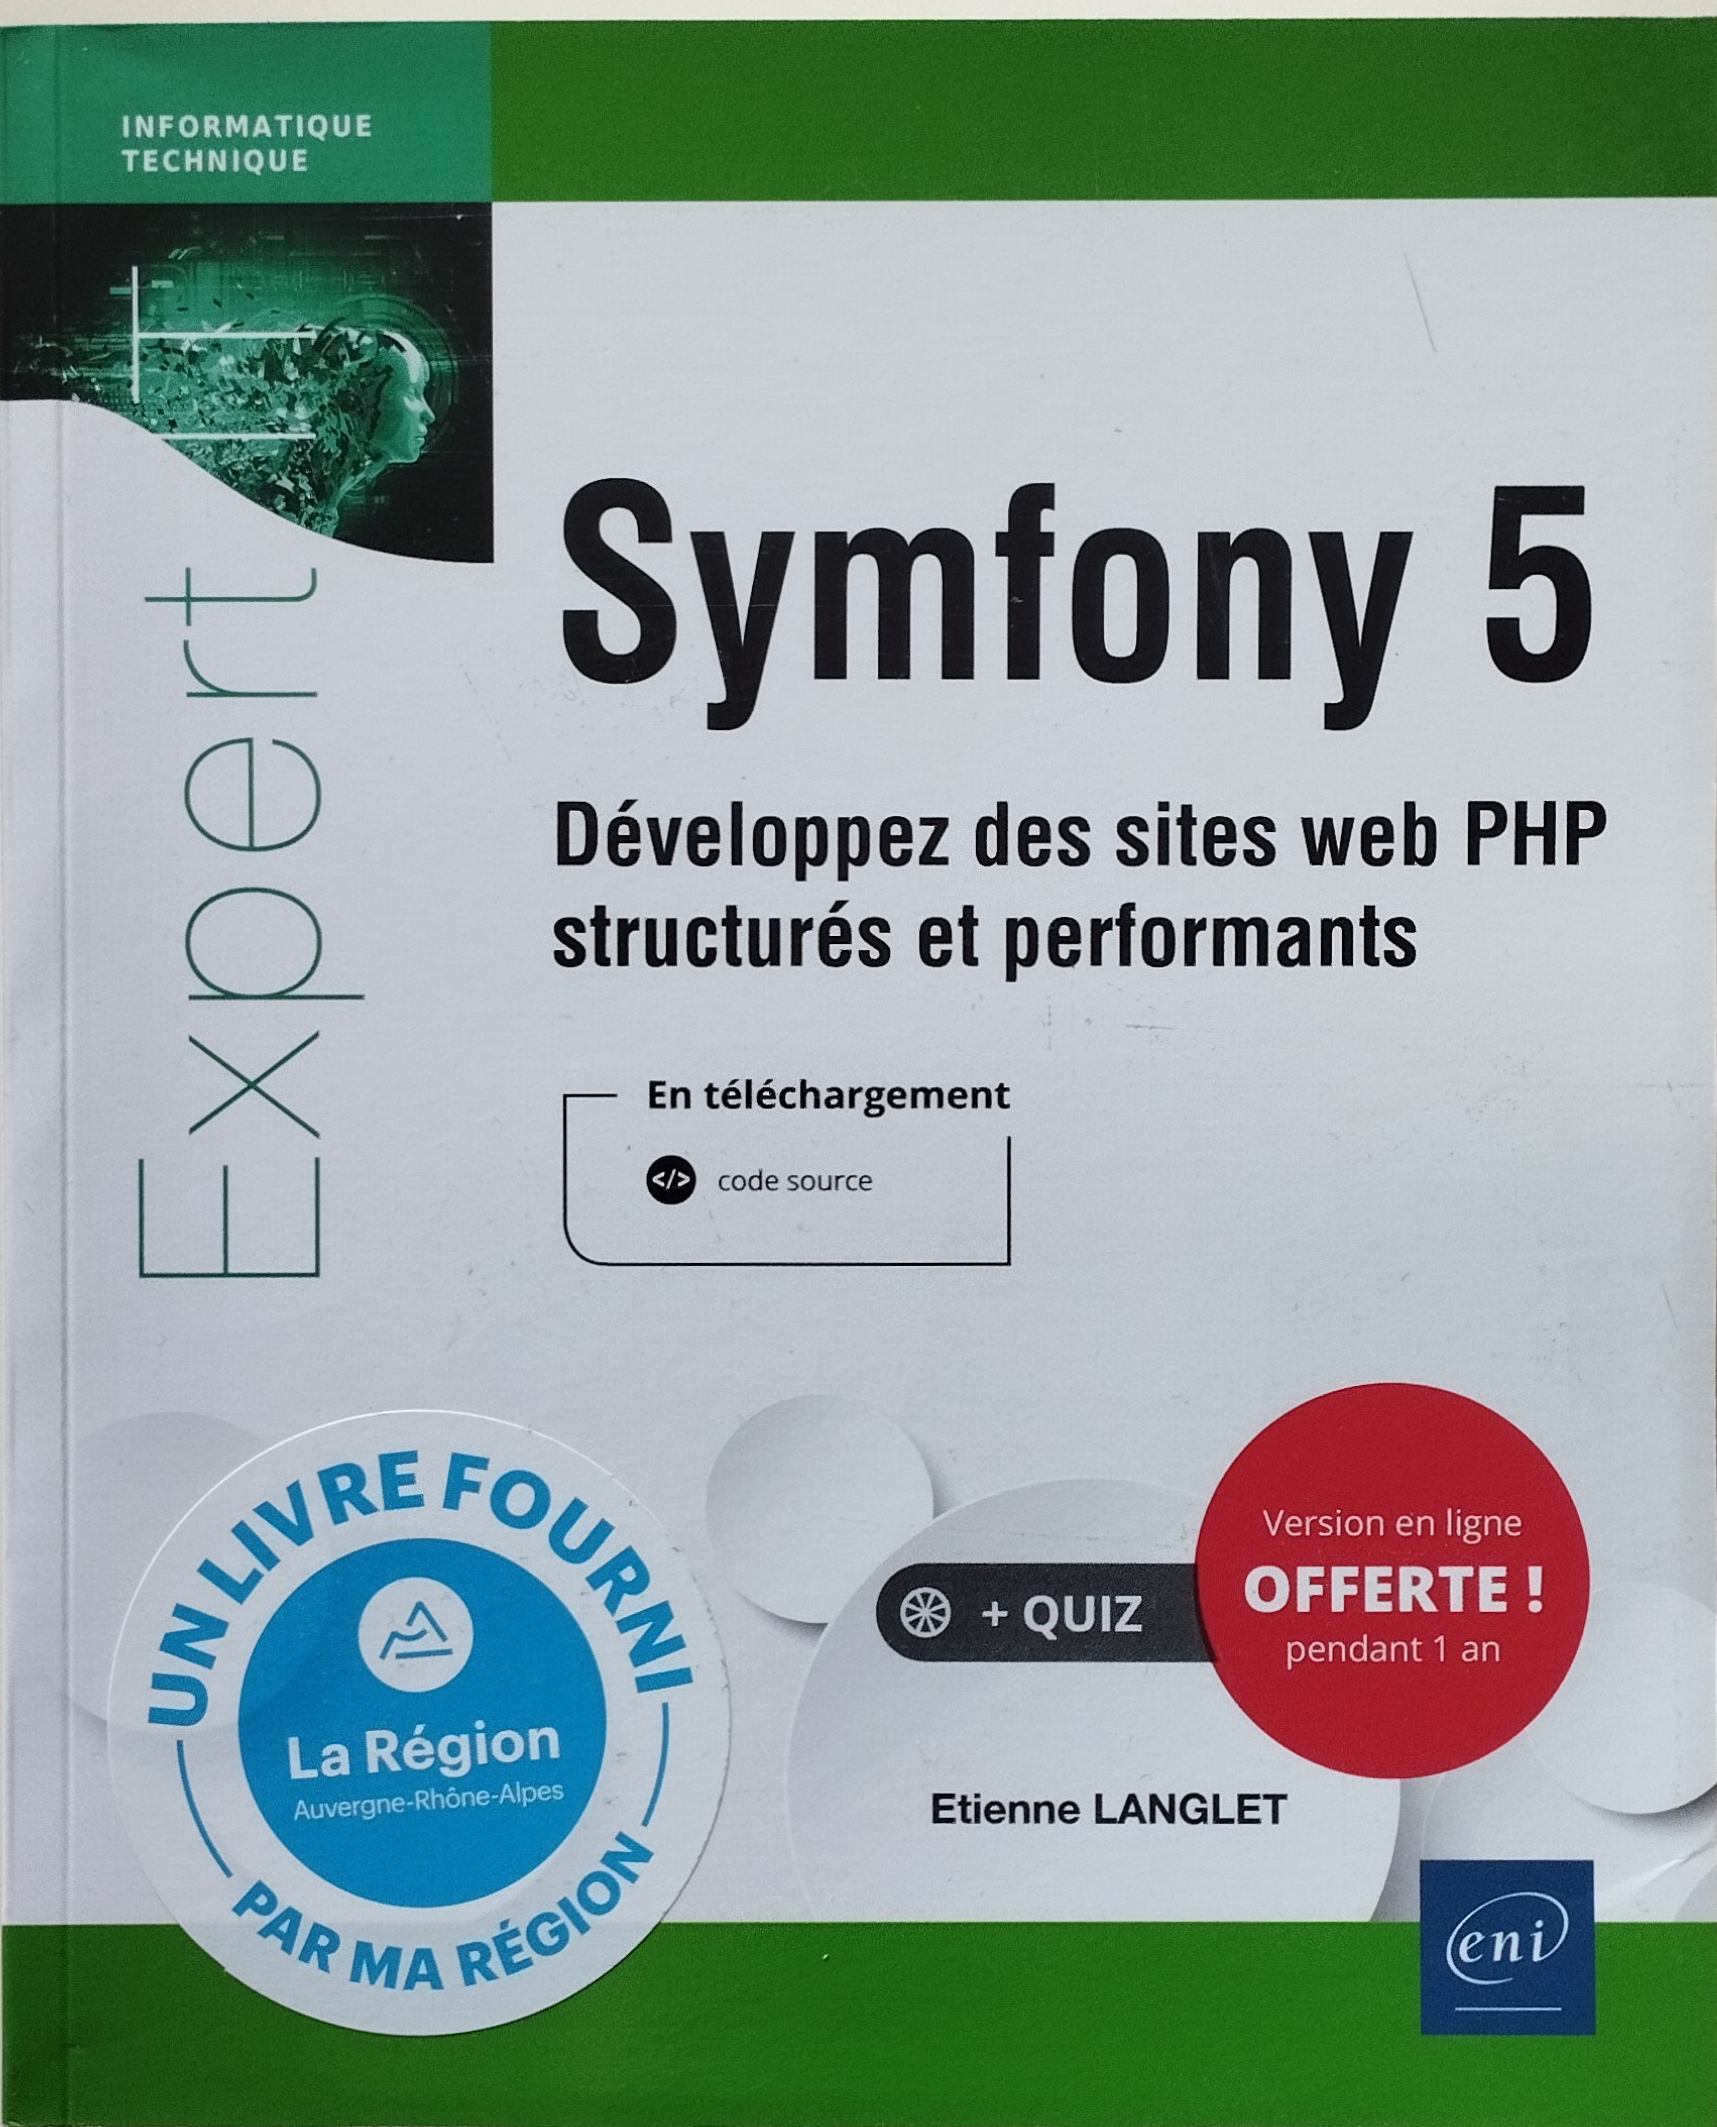 INFORMATIQUE
TECHNIQUE
Expert IT
Symfony 5
Développez des sites web PHP
structurés et performants
En téléchargement
</> code source
UN LIVRE FOURNI
La Région
Auvergne-Rhône-Alpes
PAR MA RÉGION
+ QUIZ
Version en ligne
OFFERTE !
pendant 1 an
Etienne LANGLET
eni